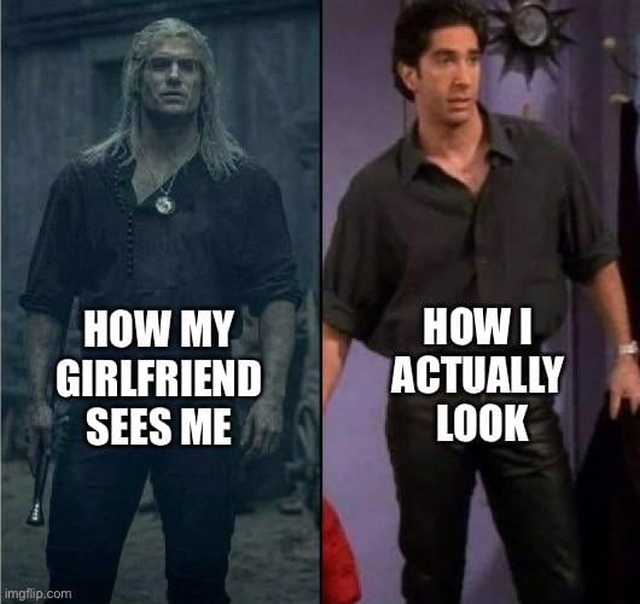 HOW MY
GIRLFRIEND
SEES ME
HOW I
ACTUALLY
LOOK
imgflip.com